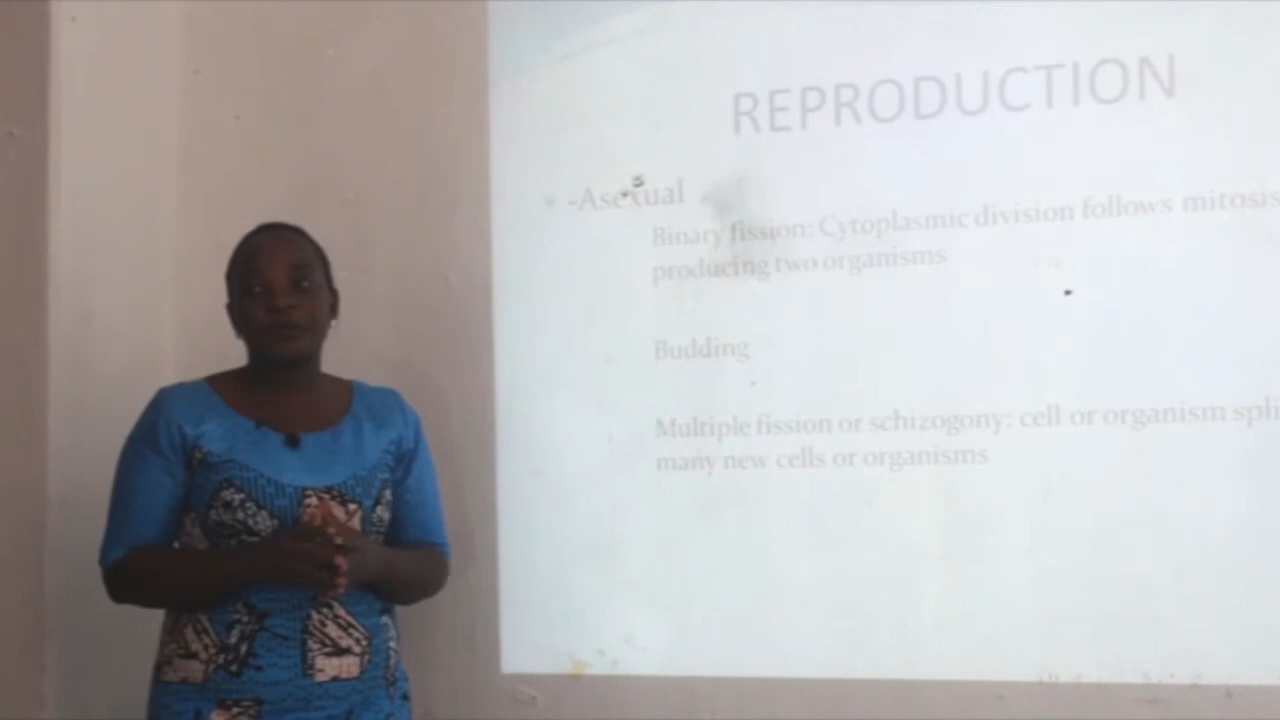 REPRODUCTION
-Asexual
Binary fission: Cytoplasmic division follows mitosis
producing two organisms
Budding
Multiple fission or schizogony: cell or organism spli
many new cells or organisms